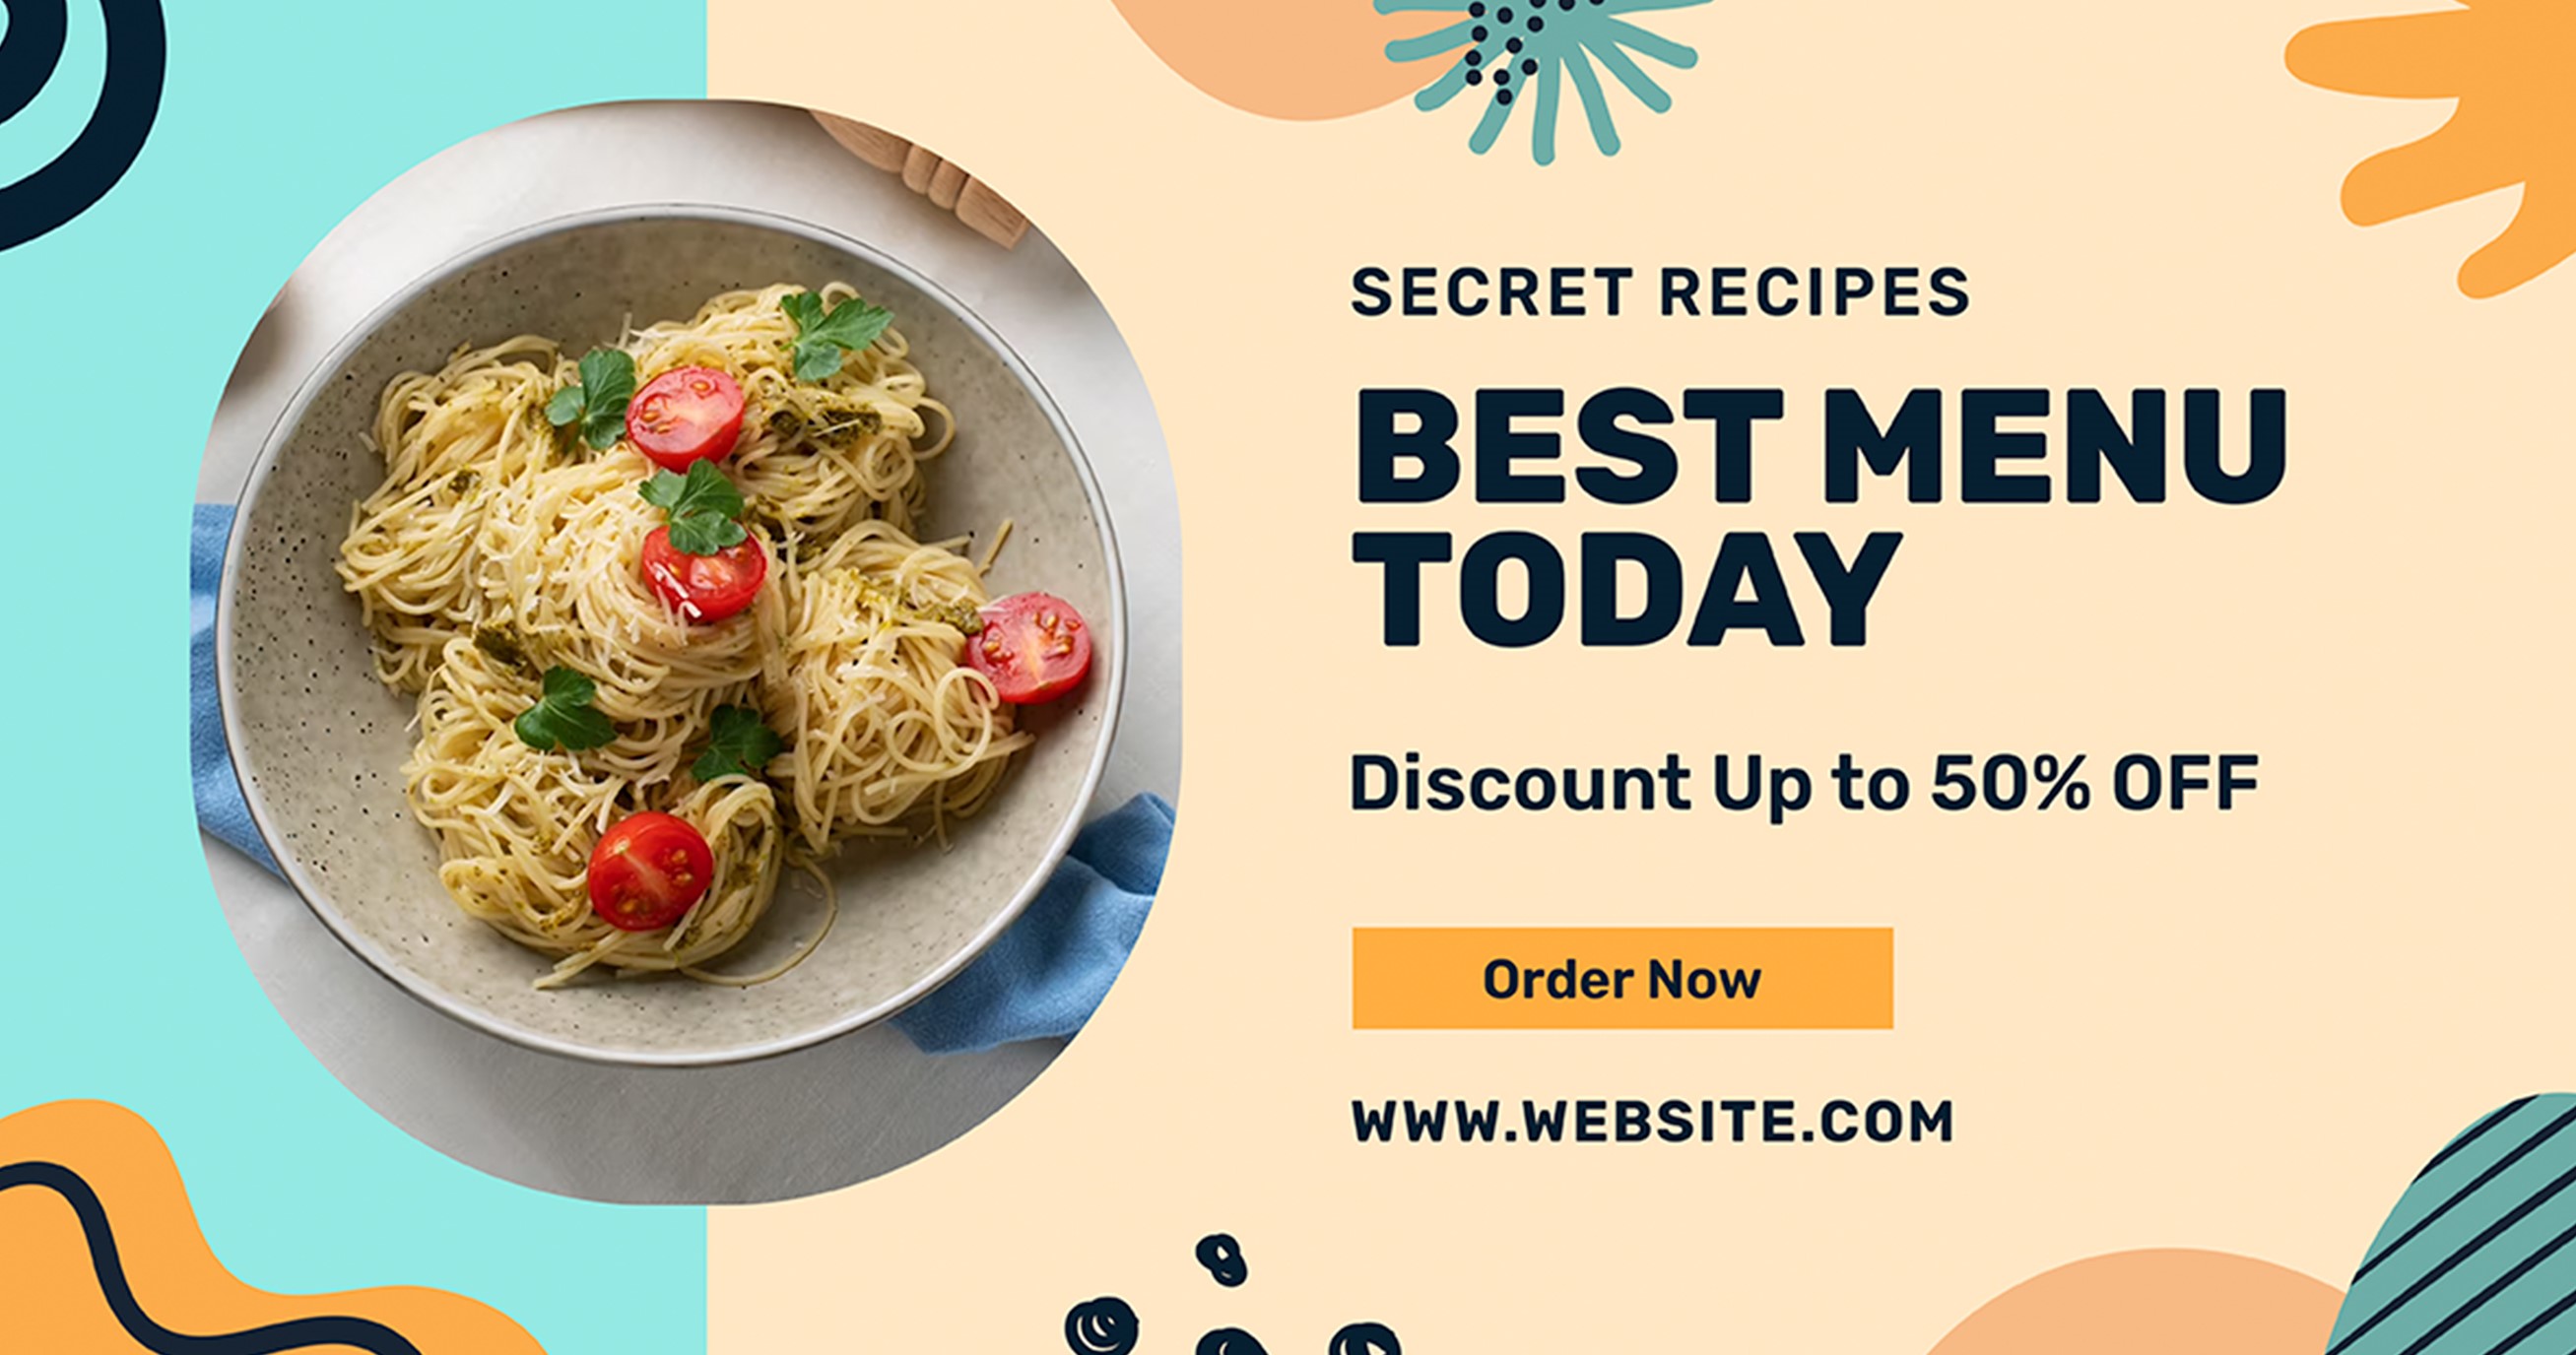 SECRET RECIPES
BEST MENU
TODAY
Discount Up to 50% OFF
Order Now
WWW.WEBSITE.COM